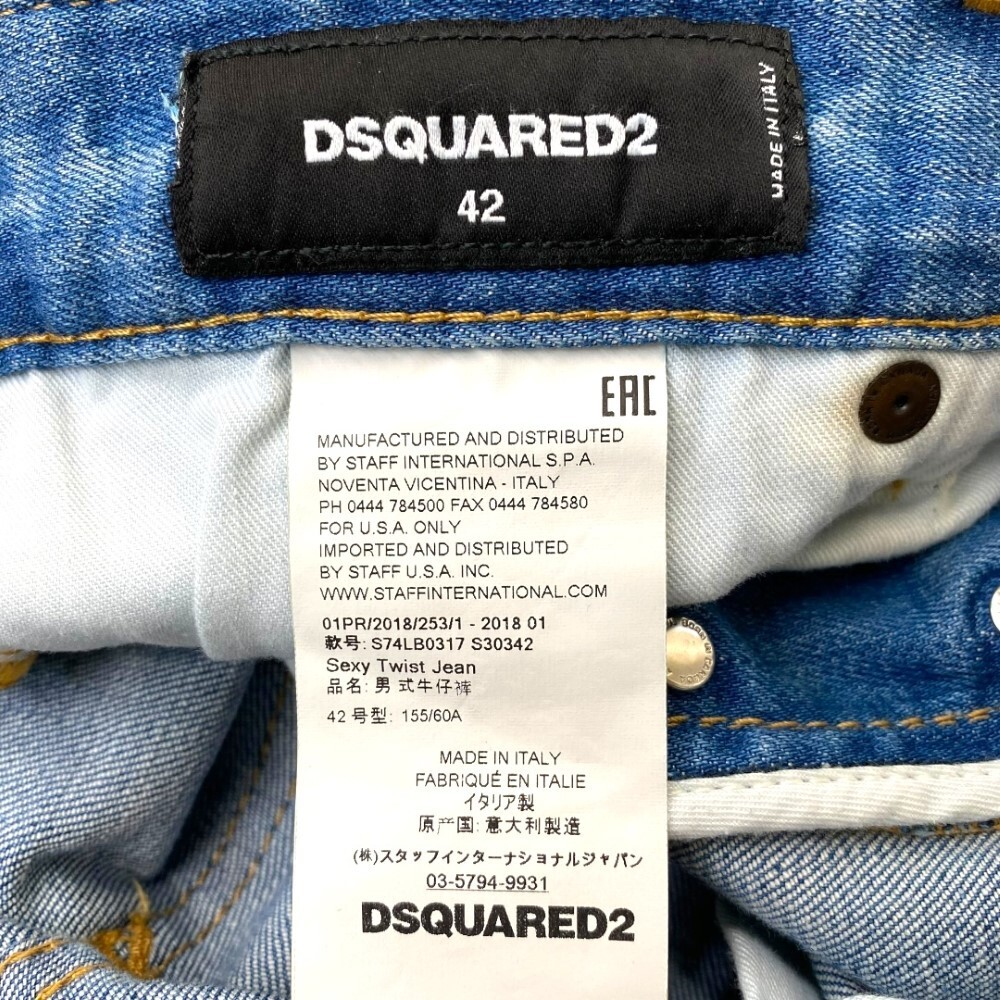 DSQUARED2
42
MADE IN ITALY
EAC
MANUFACTURED AND DISTRIBUTED
BY STAFF INTERNATIONAL S.P.A.
NOVENTA VICENTINA - ITALY
PH 0444 784500 FAX 0444 784580
FOR U.S.A. ONLY
IMPORTED AND DISTRIBUTED
BY STAFF U.S.A. INC.
WWW.STAFFINTERNATIONAL.COM
01PR/2018/253/1 - 2018 01
款号: S74LB0317 S30342
Sexy Twist Jean
品名: 男 式牛仔裤
42 号型: 155/60A
MADE IN ITALY
FABRIQUÉ EN ITALIE
イタリア製
原产国: 意大利製造
(株)スタッフインターナショナルジャパン
03-5794-9931
DSQUARED2